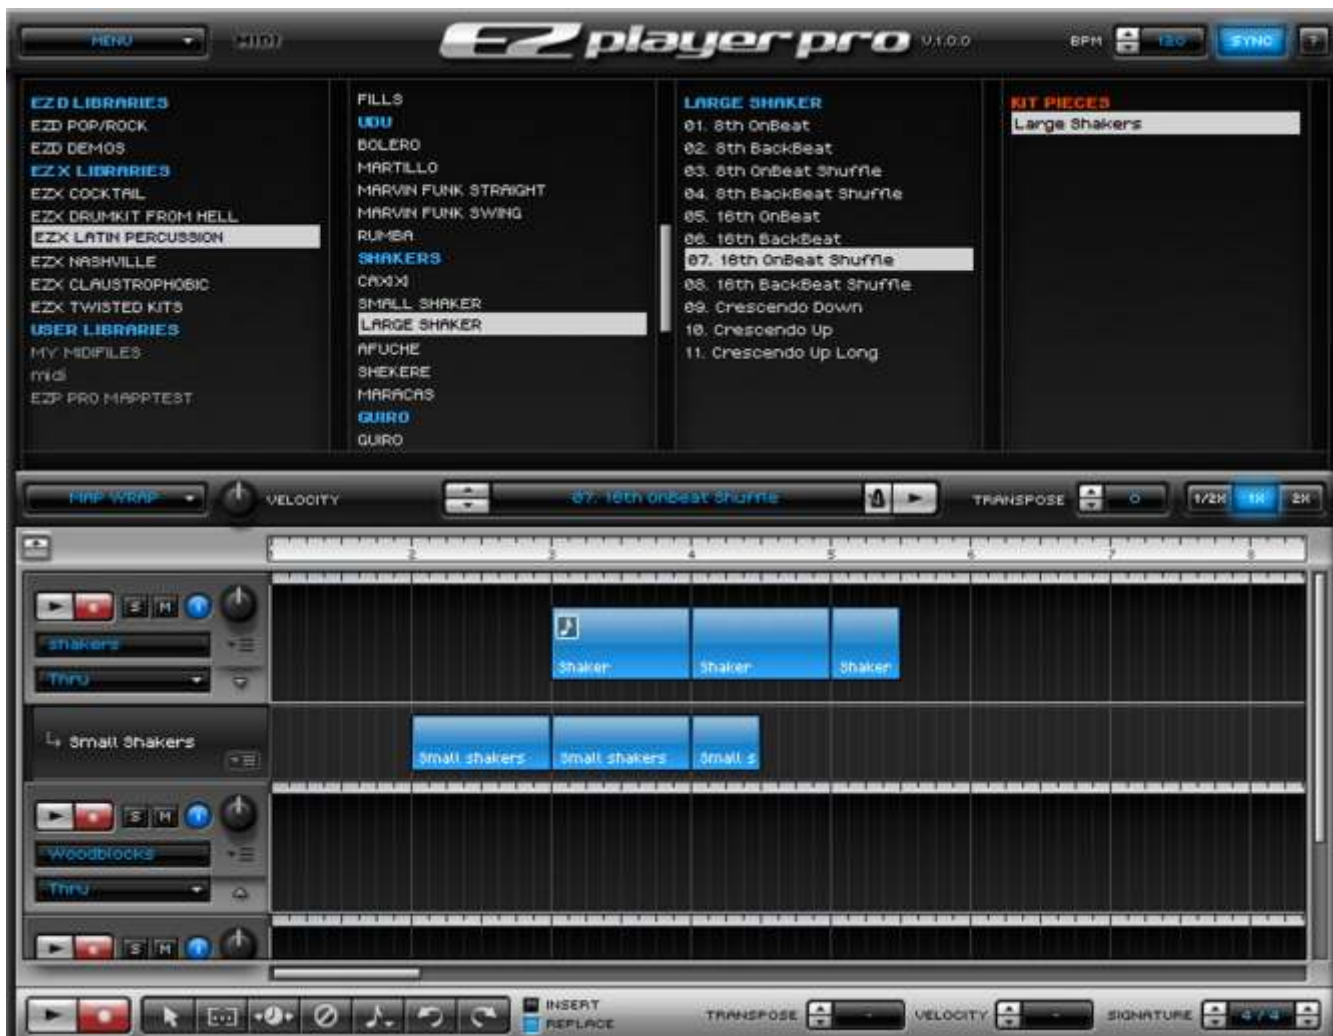 MENU
MIDI
EZ player pro V.1.0.0
BPM 120 SYNC ?
EZD LIBRARIES
EZD POP/ROCK
EZD DEMOS
EZX LIBRARIES
EZX COCKTAIL
EZX DRUMKIT FROM HELL
EZX LATIN PERCUSSION
EZX NASHVILLE
EZX CLAUSTROPHOBIC
EZX TWISTED KITS
USER LIBRARIES
MY MIDIFILES
midi
EZP PRO MAPPTEST
FILLS
UDU
BOLERO
MARTILLO
MARVIN FUNK STRAIGHT
MARVIN FUNK SWING
RUMBA
SHAKERS
CAXIXI
SMALL SHAKER
LARGE SHAKER
AFUCHE
SHEKERE
MARACAS
GUIRO
GUIRO
LARGE SHAKER
01. 8th OnBeat
02. 8th BackBeat
03. 8th OnBeat Shuffle
04. 8th BackBeat Shuffle
05. 16th OnBeat
06. 16th BackBeat
07. 16th OnBeat Shuffle
08. 16th BackBeat Shuffle
09. Crescendo Down
10. Crescendo Up
11. Crescendo Up Long
KIT PIECES
Large Shakers
MAP WRAP VELOCITY 07. 16th OnBeat Shuffle TRANSPOSE 0 1/2X 1X 2X
1 2 3 4 5 6 7 8
S M
shakers
Thru
Shaker Shaker Shaker
Small Shakers
Small shakers Small shakers Small s
S M
Woodblocks
Thru
S M
INSERT
REPLACE
TRANSPOSE - VELOCITY - SIGNATURE 4/4